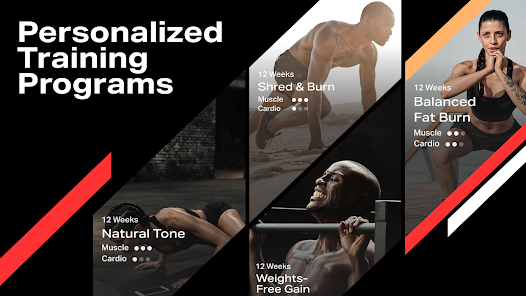 Personalized
Training
Programs
12 Weeks
Shred & Burn
Muscle
Cardio
12 Weeks
Balanced
Fat Burn
Muscle
Cardio
12 Weeks
Natural Tone
Muscle
Cardio
12 Weeks
Weights-
Free Gain